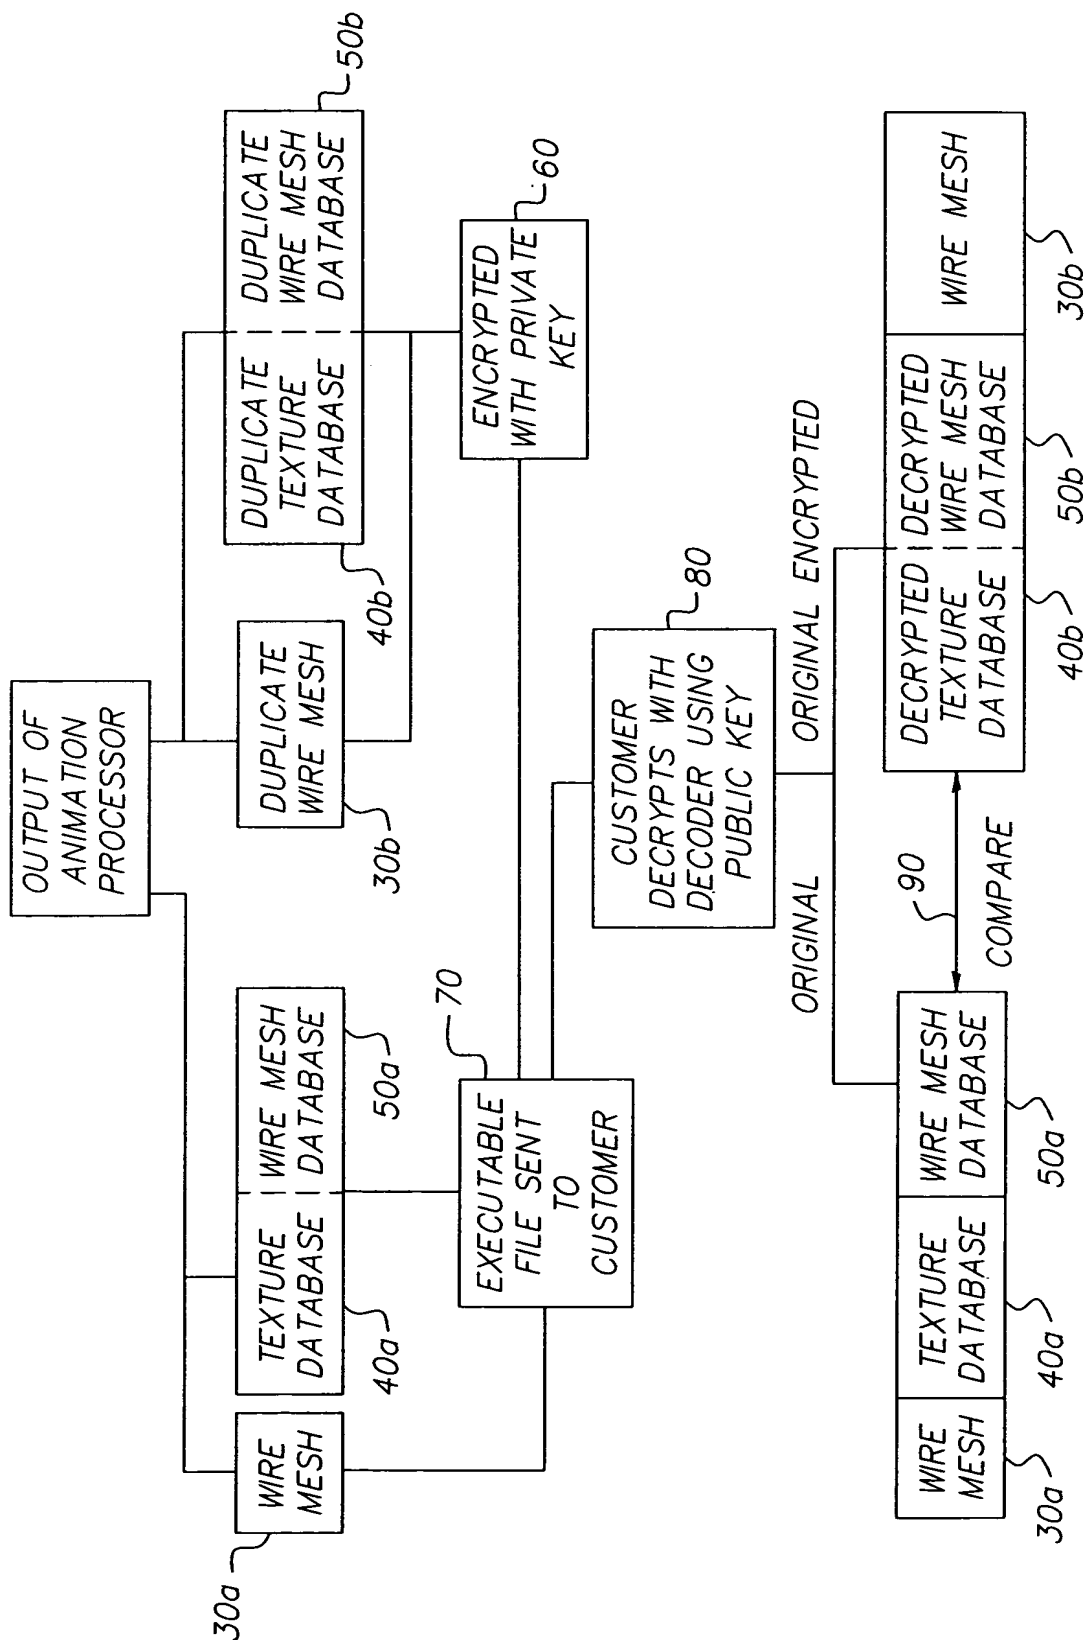 OUTPUT OF
ANIMATION
PROCESSOR
30a
WIRE
MESH
TEXTURE
DATABASE
40a
WIRE MESH
DATABASE
50a
DUPLICATE
WIRE MESH
30b
DUPLICATE
TEXTURE
DATABASE
40b
DUPLICATE
WIRE MESH
DATABASE
50b
70
EXECUTABLE
FILE SENT
TO
CUSTOMER
ENCRYPTED
WITH PRIVATE
KEY
60
CUSTOMER
DECRYPTS WITH
DECODER USING
PUBLIC KEY
80
ORIGINAL
ORIGINAL ENCRYPTED
WIRE
MESH
30a
TEXTURE
DATABASE
40a
WIRE MESH
DATABASE
50a
90
COMPARE
DECRYPTED
TEXTURE
DATABASE
40b
DECRYPTED
WIRE MESH
DATABASE
50b
WIRE MESH
30b